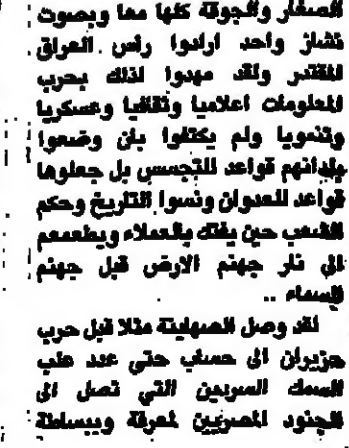 الصغار والجوقة كلها معا وبصوت
نشاز واحد ارادوا راس العراق
المقتدر ولقد مهدوا لذلك بحرب
المعلومات اعلاميا وثقافيا وعسكريا
وتنمويا ولم يكتفوا بان وضعوا
بلدانهم قواعد للتجسس بل جعلوها
قواعد للعدوان ونسوا التاريخ وحكم
الشعب حين يفتك بالعملاء ويطعمهم
الى نار جهنم الارض قبل جهنم
السماء ..
لقد وصل الصهاينة مثلا قبل حرب
حزيران الى حساب حتى عدد علب
السمك السردين التي تصل الى
الجنود المصريين لمعرفة وببساطة